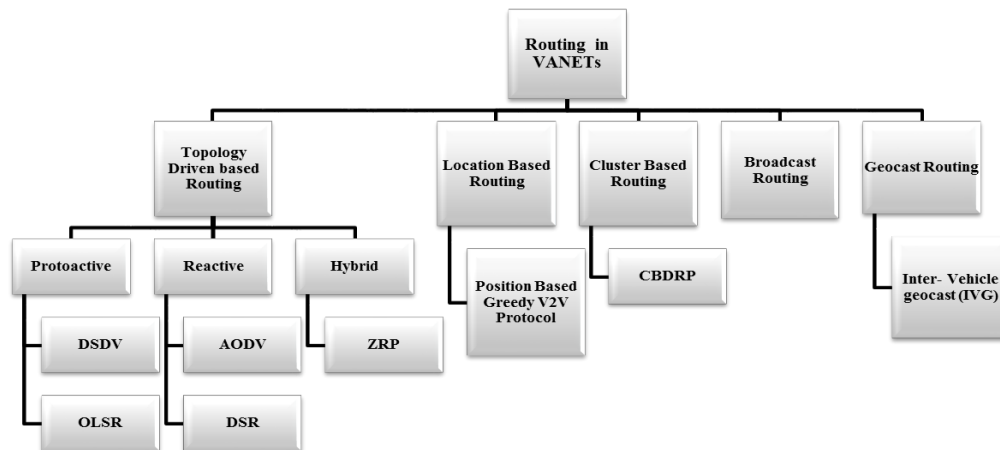 Routing in
VANETs
Topology
Driven based
Routing
Location Based
Routing
Cluster Based
Routing
Broadcast
Routing
Geocast Routing
Protoactive
Reactive
Hybrid
Position Based
Greedy V2V
Protocol
CBDRP
Inter- Vehicle
geocast (IVG)
DSDV
AODV
ZRP
OLSR
DSR